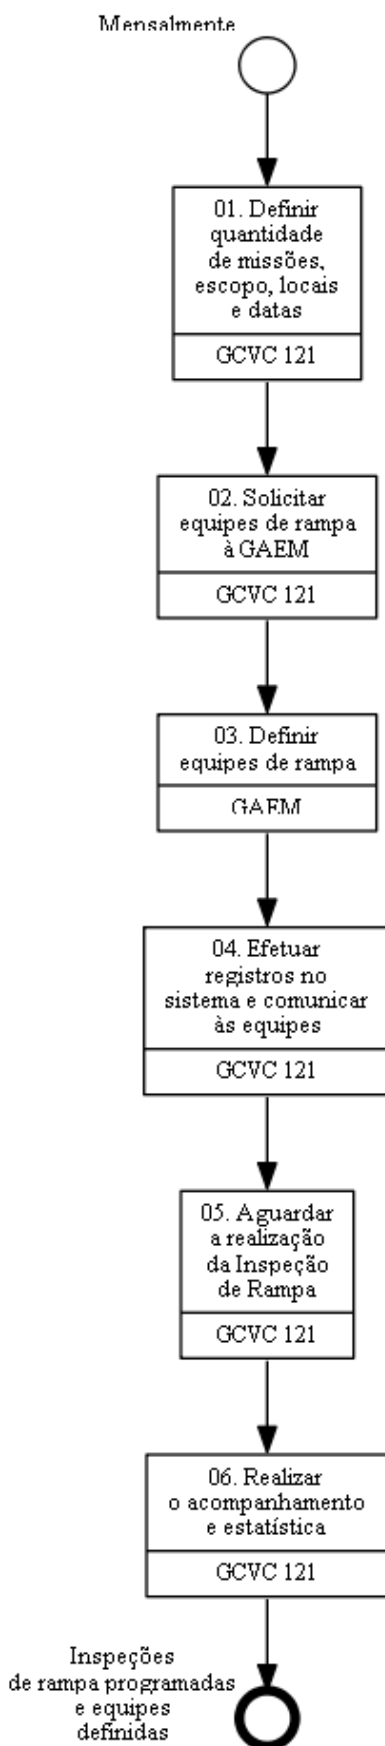 Mensalmente
01. Definir
quantidade
de missões,
escopo, locais
e datas
GCVC 121
02. Solicitar
equipes de rampa
à GAEM
GCVC 121
03. Definir
equipes de rampa
GAEM
04. Efetuar
registros no
sistema e comunicar
às equipes
GCVC 121
05. Aguardar
a realização
da Inspeção
de Rampa
GCVC 121
06. Realizar
o acompanhamento
e estatística
GCVC 121
Inspeções
de rampa programadas
e equipes
definidas